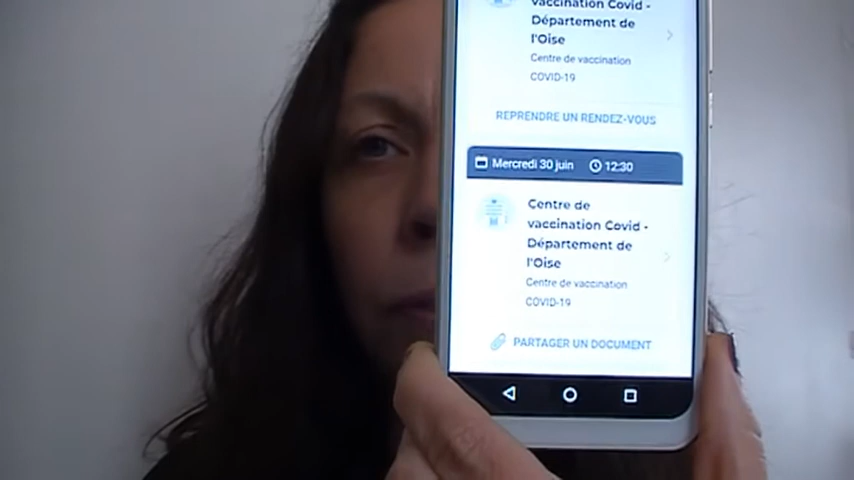 vaccination Covid -
Département de
l'Oise
Centre de vaccination
COVID-19
REPRENDRE UN RENDEZ-VOUS
Mercredi 30 juin 12:30
Centre de
vaccination Covid -
Département de
l'Oise
Centre de vaccination
COVID-19
PARTAGER UN DOCUMENT